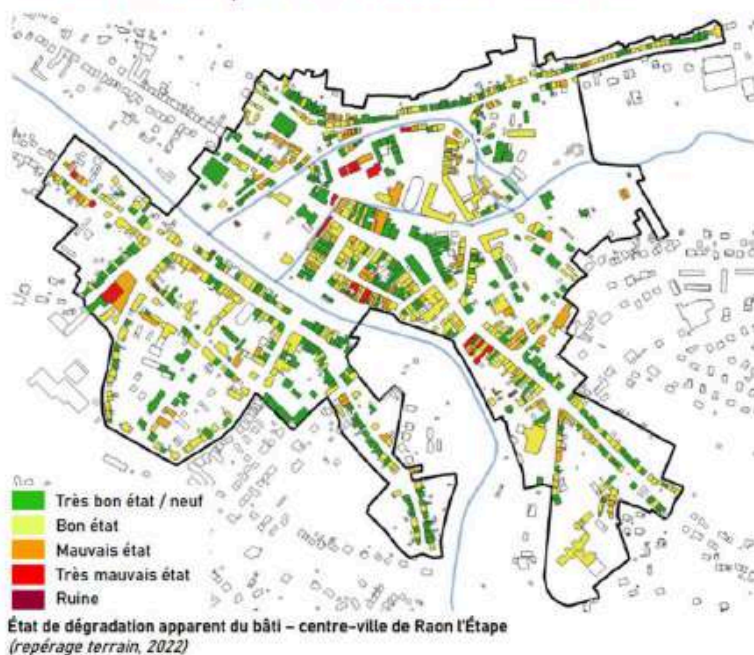 Très bon état / neuf
Bon état
Mauvais état
Très mauvais état
Ruine
État de dégradation apparent du bâti – centre-ville de Raon l'Étape
(repérage terrain, 2022)